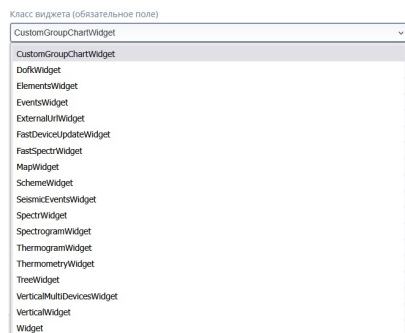 Класс виджета (обязательное поле)
CustomGroupChartWidget
CustomGroupChartWidget
DofkWidget
ElementsWidget
EventsWidget
ExternalUrlWidget
FastDeviceUpdateWidget
FastSpectrWidget
MapWidget
SchemeWidget
SeismicEventsWidget
SpectrWidget
SpectrogramWidget
ThermogramWidget
ThermometryWidget
TreeWidget
VerticalMultiDevicesWidget
VerticalWidget
Widget